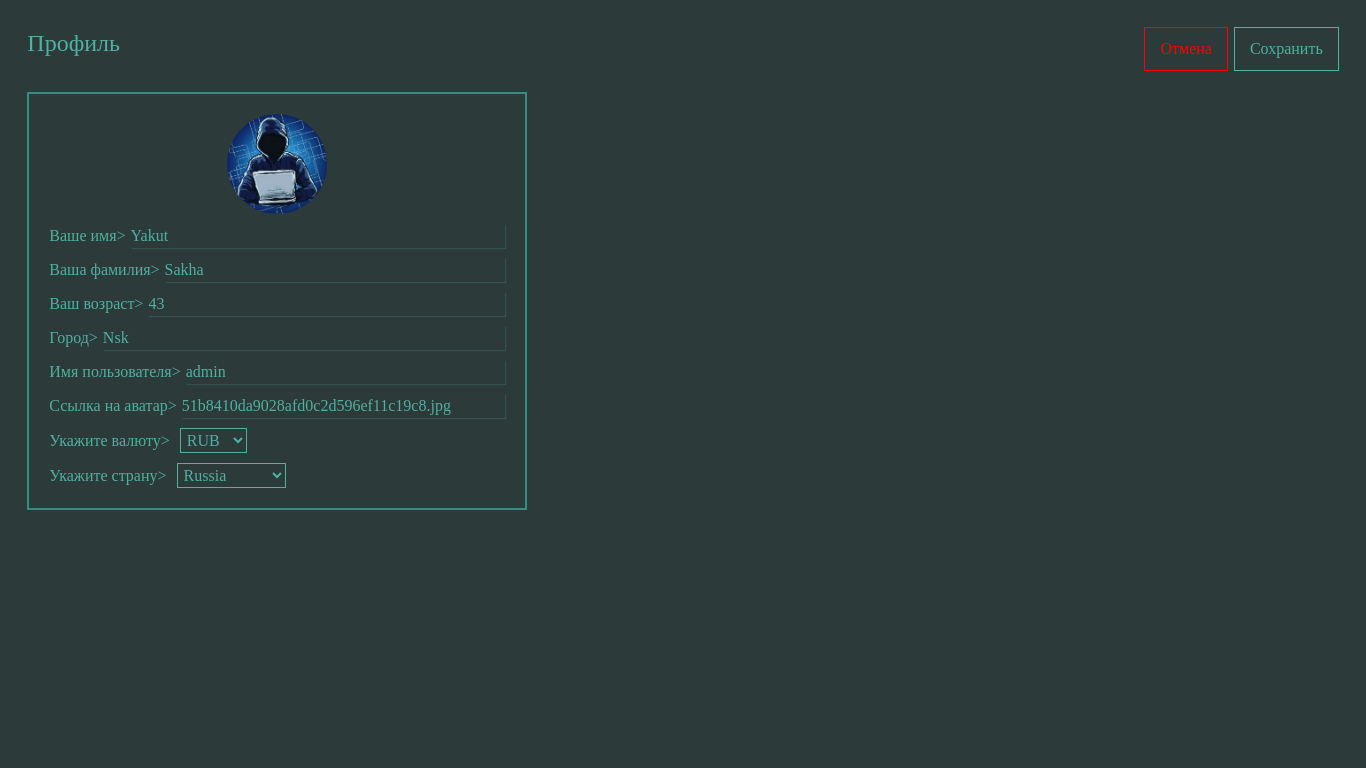 Профиль
Отмена
Сохранить
Ваше имя> Yakut
Ваша фамилия> Sakha
Ваш возраст> 43
Город> Nsk
Имя пользователя> admin
Ссылка на аватар> 51b8410da9028afd0c2d596ef11c19c8.jpg
Укажите валюту> RUB
Укажите страну> Russia